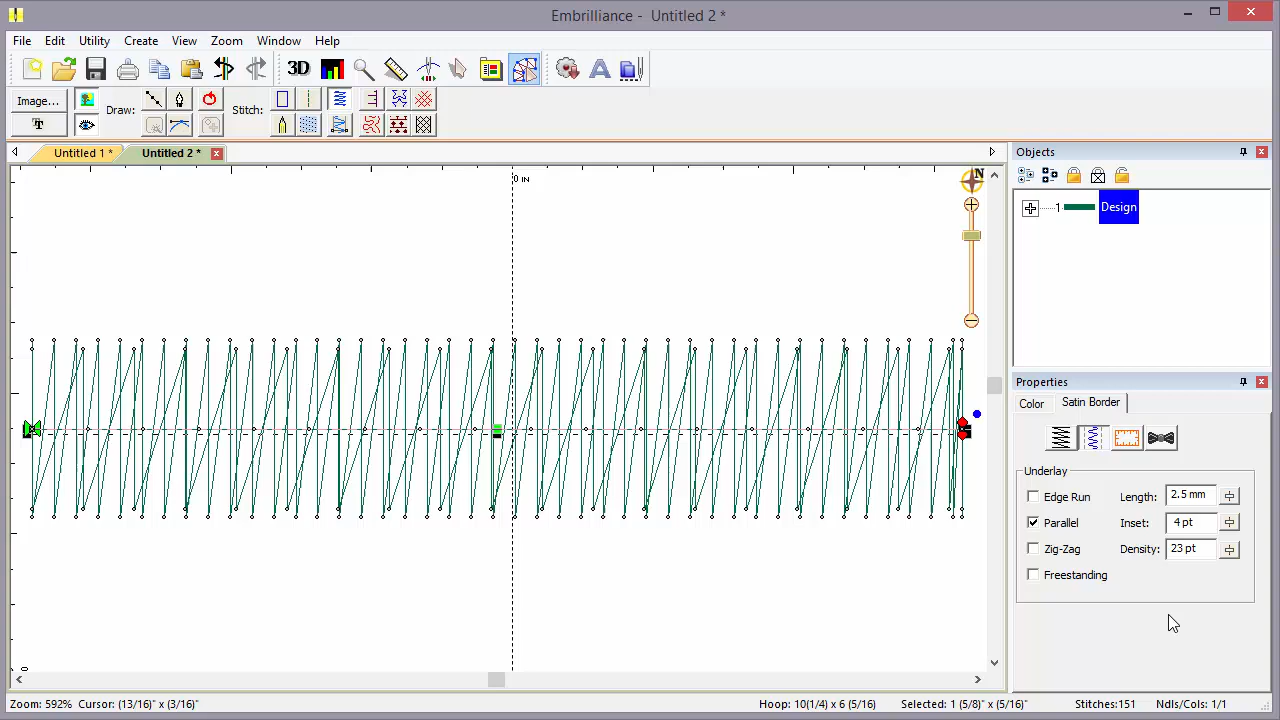 Embrilliance - Untitled 2 *
File Edit Utility Create View Zoom Window Help
3D
Image... Draw: Stitch:
T
Untitled 1 * Untitled 2 *
Objects
0 IN
N
1 Design
Properties
Color Satin Border
Underlay
Edge Run Length: 2.5 mm
Parallel Inset: 4 pt
Zig-Zag Density: 23 pt
Freestanding
0
Zoom: 592% Cursor: (13/16)" x (3/16)" Hoop: 10(1/4) x 6 (5/16) Selected: 1 (5/8)" x (5/16)" Stitches:151 Ndls/Cols: 1/1